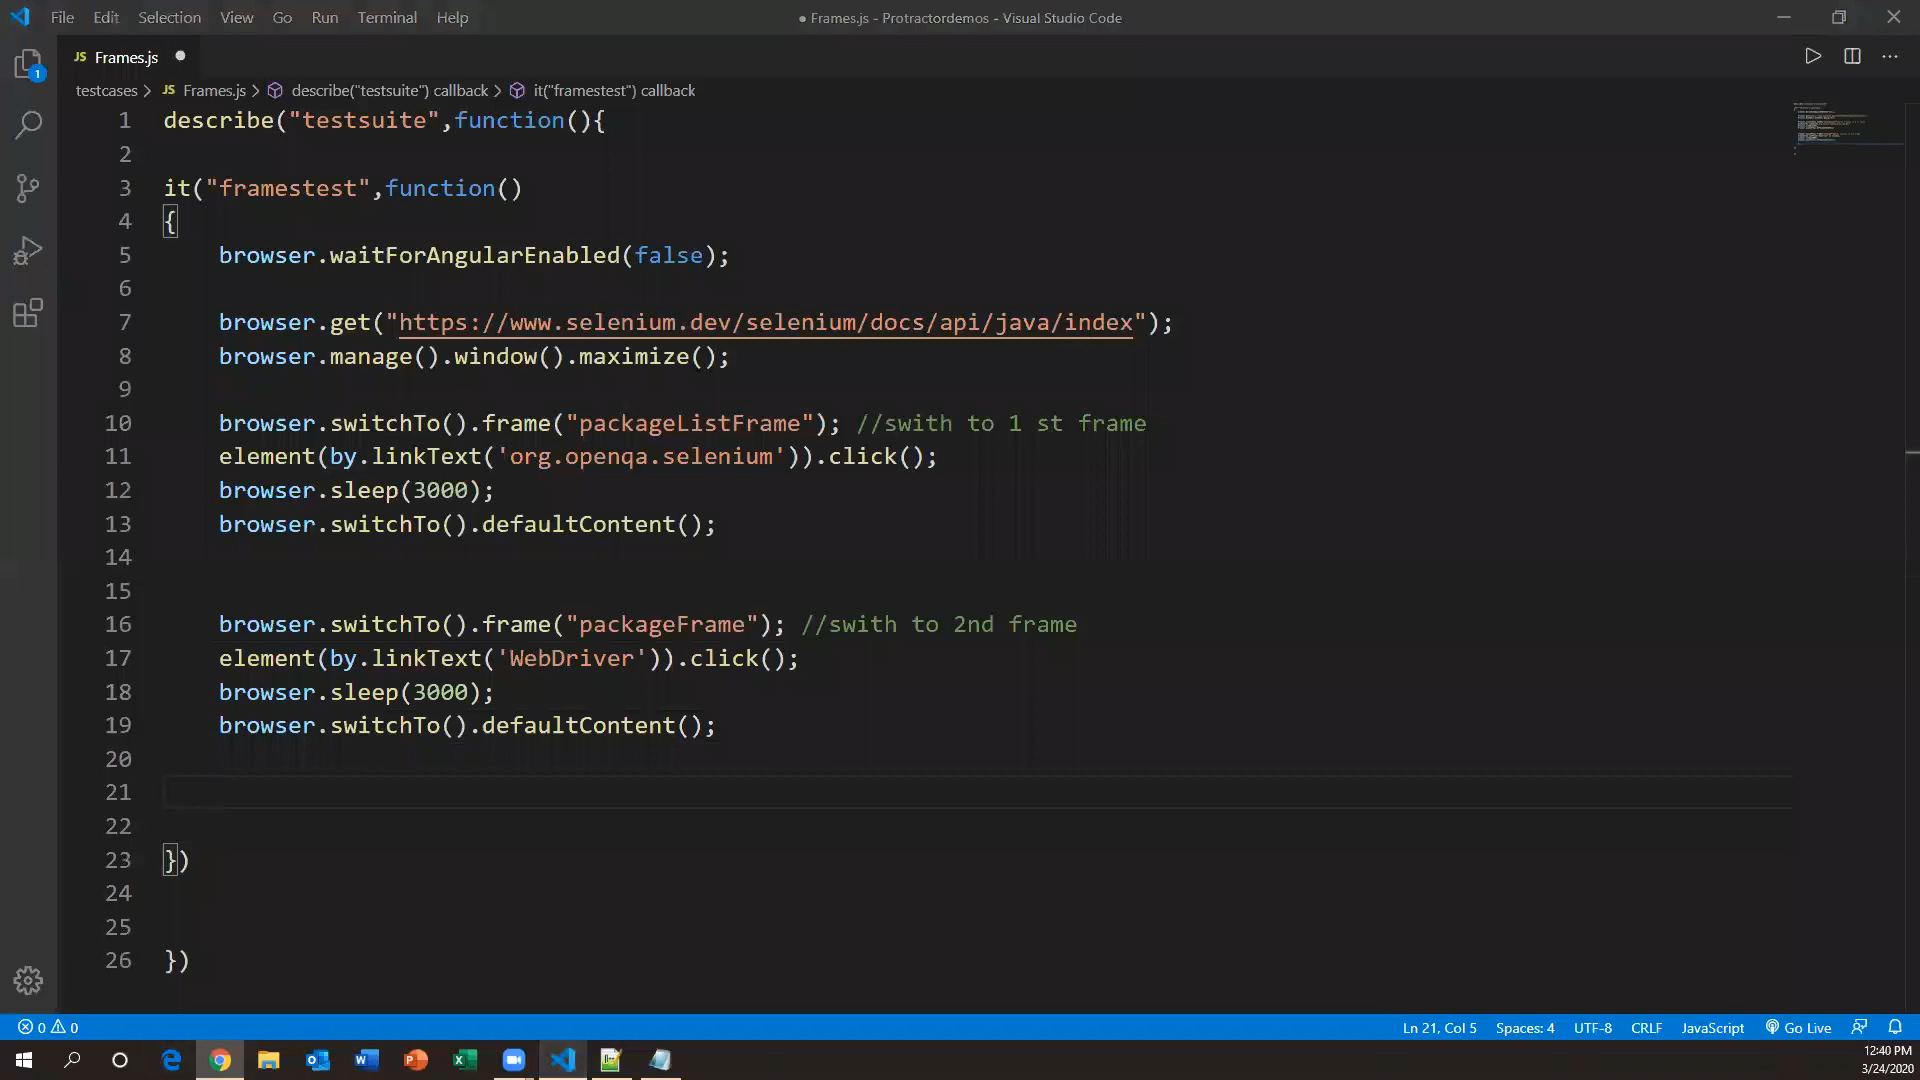 File Edit Selection View Go Run Terminal Help ● Frames.js - Protractordemos - Visual Studio Code
JS Frames.js ●
testcases > JS Frames.js > describe("testsuite") callback > it("framestest") callback
1 describe("testsuite",function(){
2
3 it("framestest",function()
4 {
5 browser.waitForAngularEnabled(false);
6
7 browser.get("https://www.selenium.dev/selenium/docs/api/java/index");
8 browser.manage().window().maximize();
9
10 browser.switchTo().frame("packageListFrame"); //swith to 1 st frame
11 element(by.linkText('org.openqa.selenium')).click();
12 browser.sleep(3000);
13 browser.switchTo().defaultContent();
14
15
16 browser.switchTo().frame("packageFrame"); //swith to 2nd frame
17 element(by.linkText('WebDriver')).click();
18 browser.sleep(3000);
19 browser.switchTo().defaultContent();
20
21
22
23 })
24
25
26 })
1
0 0 Ln 21, Col 5 Spaces: 4 UTF-8 CRLF JavaScript Go Live
12:40 PM
3/24/2020